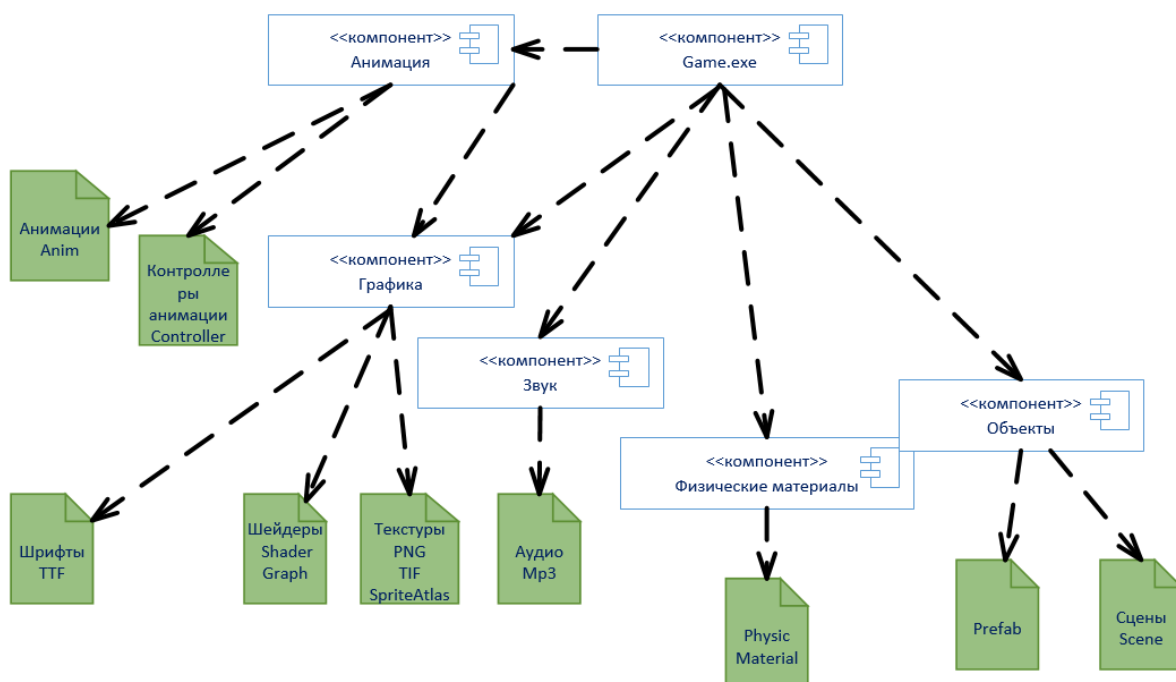 <<компонент>>
Анимация
<<компонент>>
Game.exe
Анимации
Anim
Контролле
ры
анимации
Controller
<<компонент>>
Графика
<<компонент>>
Звук
<<компонент>>
Физические материалы
<<компонент>>
Объекты
Шрифты
TTF
Шейдеры
Shader
Graph
Текстуры
PNG
TIF
SpriteAtlas
Аудио
Mp3
Physic
Material
Prefab
Сцены
Scene